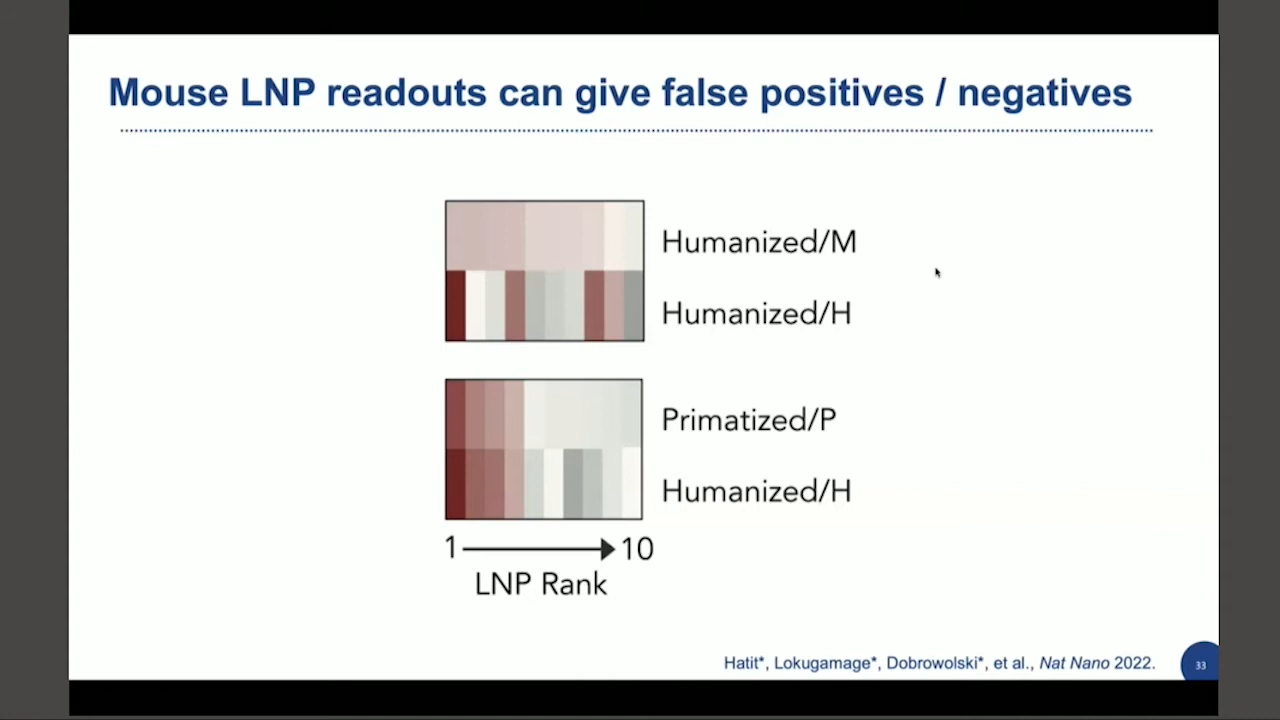 Mouse LNP readouts can give false positives / negatives
Humanized/M
Humanized/H
Primatized/P
Humanized/H
1 10
LNP Rank
Hatit*, Lokugamage*, Dobrowolski*, et al., Nat Nano 2022.
33